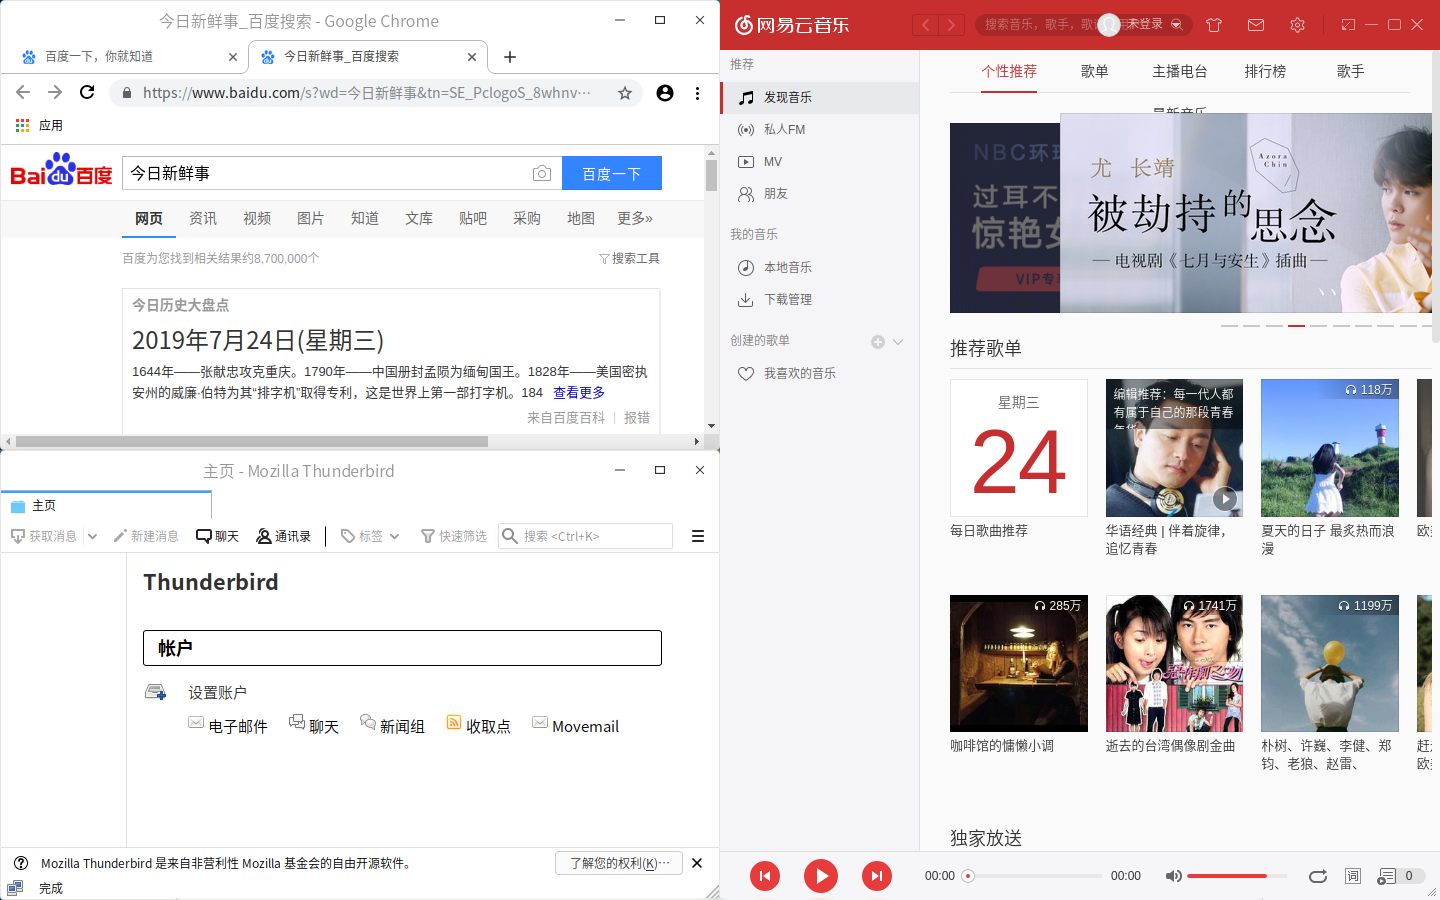 今日新鲜事_百度搜索 - Google Chrome
百度一下，你就知道
今日新鲜事_百度搜索
https://www.baidu.com/s?wd=今日新鲜事&tn=SE_PclogoS_8whnv…
应用
Bai du 百度
今日新鲜事
百度一下
网页 资讯 视频 图片 知道 文库 贴吧 采购 地图 更多»
百度为您找到相关结果约8,700,000个
搜索工具
今日历史大盘点
2019年7月24日(星期三)
1644年——张献忠攻克重庆。1790年——中国册封孟陨为缅甸国王。1828年——美国密执
安州的威廉·伯特为其“排字机”取得专利，这是世界上第一部打字机。184 查看更多
来自百度百科 | 报错
主页 - Mozilla Thunderbird
主页
获取消息 新建消息 聊天 通讯录 标签 快速筛选 搜索 <Ctrl+K>
Thunderbird
帐户
设置账户
电子邮件 聊天 新闻组 收取点 Movemail
Mozilla Thunderbird 是来自非营利性 Mozilla 基金会的自由开源软件。
了解您的权利(K)…
完成
网易云音乐
搜索音乐，歌手，歌
未登录
推荐
发现音乐
私人FM
MV
朋友
我的音乐
本地音乐
下载管理
创建的歌单
我喜欢的音乐
个性推荐 歌单 主播电台 排行榜 歌手
最新音乐
NBC环球
过耳不
惊艳女
VIP专
尤 长靖
Azora
Chin
被劫持的思念
—电视剧《七月与安生》插曲—
推荐歌单
星期三
24
每日歌曲推荐
编辑推荐：每一代人都
有属于自己的那段青春
年华
华语经典 | 伴着旋律，
追忆青春
118万
夏天的日子 最炙热而浪
漫
欧美
285万
咖啡馆的慵懒小调
1741万
惡作劇之吻
逝去的台湾偶像剧金曲
1199万
朴树、许巍、李健、郑
钧、老狼、赵雷、
赶
欧美
独家放送
00:00
00:00
词
0